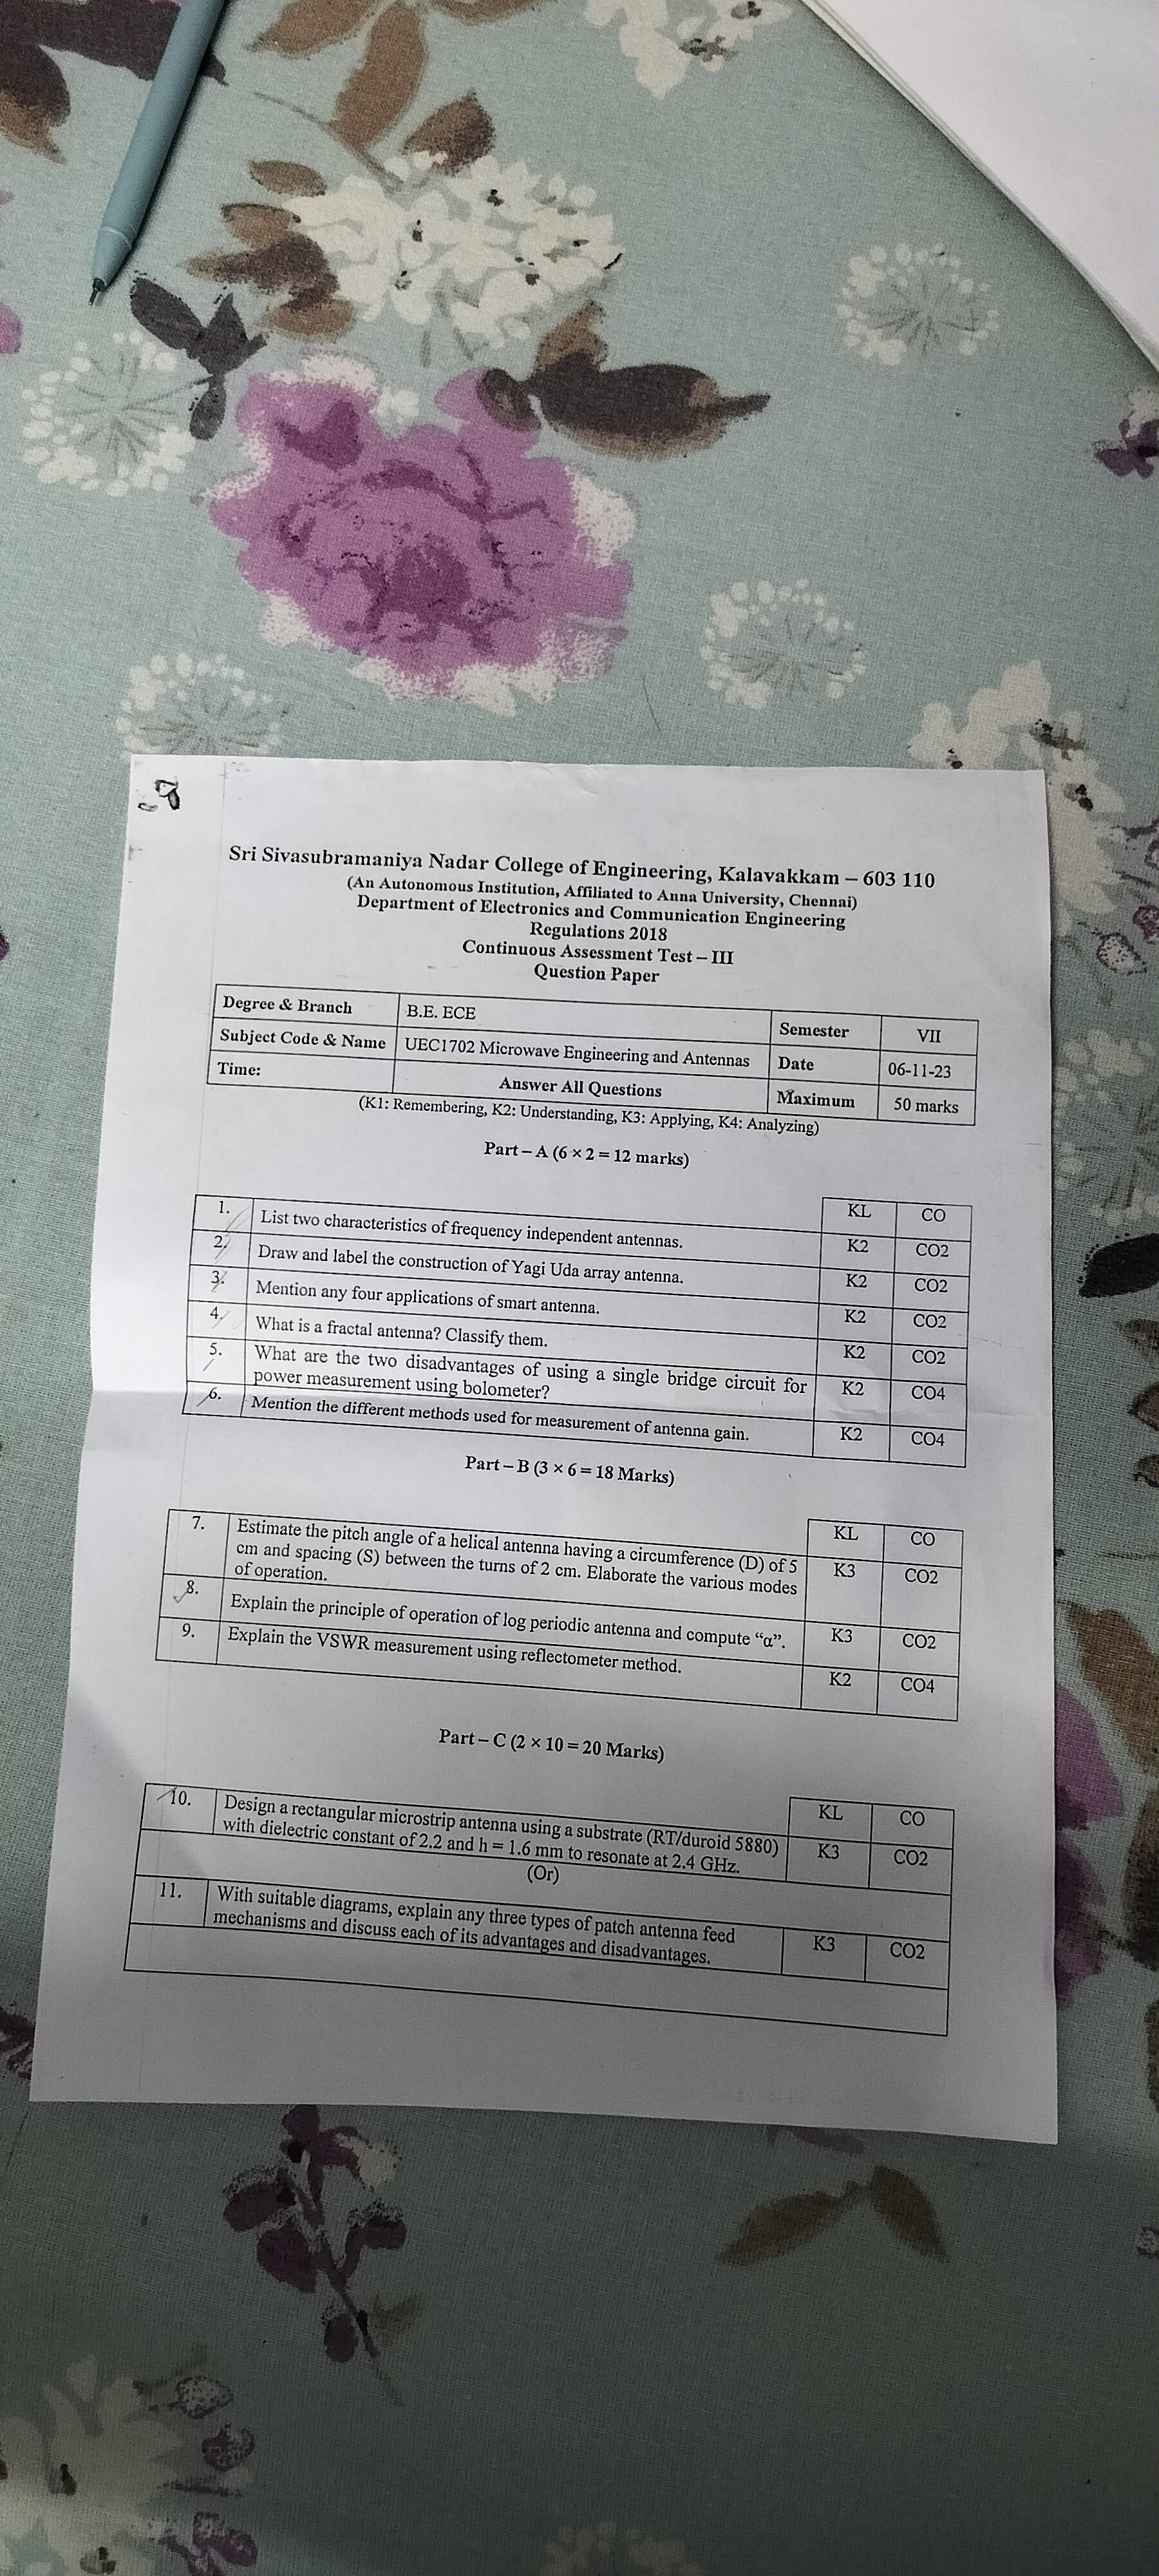 Sri Sivasubramaniya Nadar College of Engineering, Kalavakkam – 603 110
(An Autonomous Institution, Affiliated to Anna University, Chennai)
Department of Electronics and Communication Engineering
Regulations 2018
Continuous Assessment Test – III
Question Paper
Degree & Branch B.E. ECE Semester VII
Subject Code & Name UEC1702 Microwave Engineering and Antennas Date 06-11-23
Time: Answer All Questions Maximum 50 marks
(K1: Remembering, K2: Understanding, K3: Applying, K4: Analyzing)
Part – A (6 × 2 = 12 marks)
KL CO
1. List two characteristics of frequency independent antennas. K2 CO2
2. Draw and label the construction of Yagi Uda array antenna. K2 CO2
3. Mention any four applications of smart antenna. K2 CO2
4. What is a fractal antenna? Classify them. K2 CO2
5. What are the two disadvantages of using a single bridge circuit for K2 CO4
power measurement using bolometer?
6. Mention the different methods used for measurement of antenna gain. K2 CO4
Part – B (3 × 6 = 18 Marks)
KL CO
7. Estimate the pitch angle of a helical antenna having a circumference (D) of 5 K3 CO2
cm and spacing (S) between the turns of 2 cm. Elaborate the various modes
of operation.
8. Explain the principle of operation of log periodic antenna and compute “α”. K3 CO2
9. Explain the VSWR measurement using reflectometer method. K2 CO4
Part – C (2 × 10 = 20 Marks)
KL CO
10. Design a rectangular microstrip antenna using a substrate (RT/duroid 5880) K3 CO2
with dielectric constant of 2.2 and h = 1.6 mm to resonate at 2.4 GHz.
(Or)
11. With suitable diagrams, explain any three types of patch antenna feed K3 CO2
mechanisms and discuss each of its advantages and disadvantages.